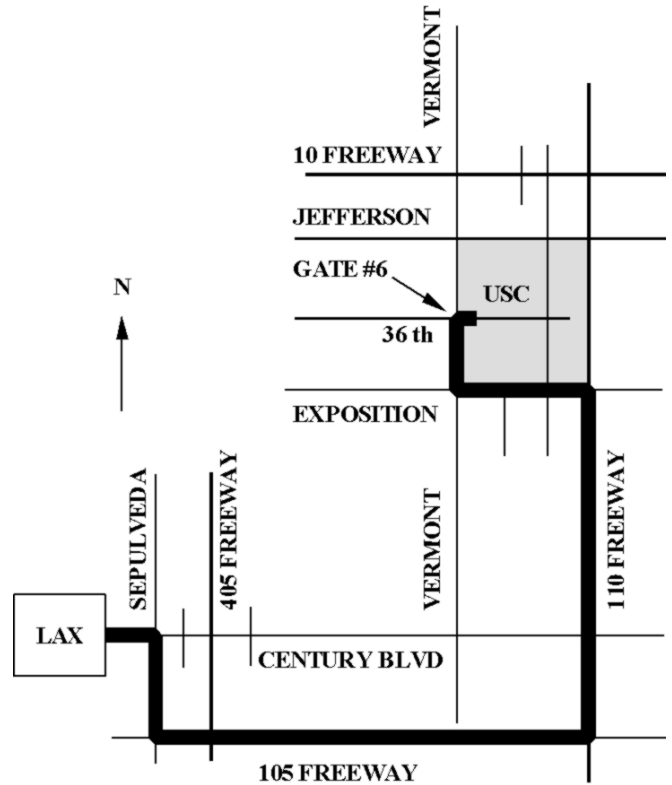 VERMONT
10 FREEWAY
JEFFERSON
GATE #6
USC
N
36 th
EXPOSITION
SEPULVEDA
405 FREEWAY
VERMONT
110 FREEWAY
LAX
CENTURY BLVD
105 FREEWAY